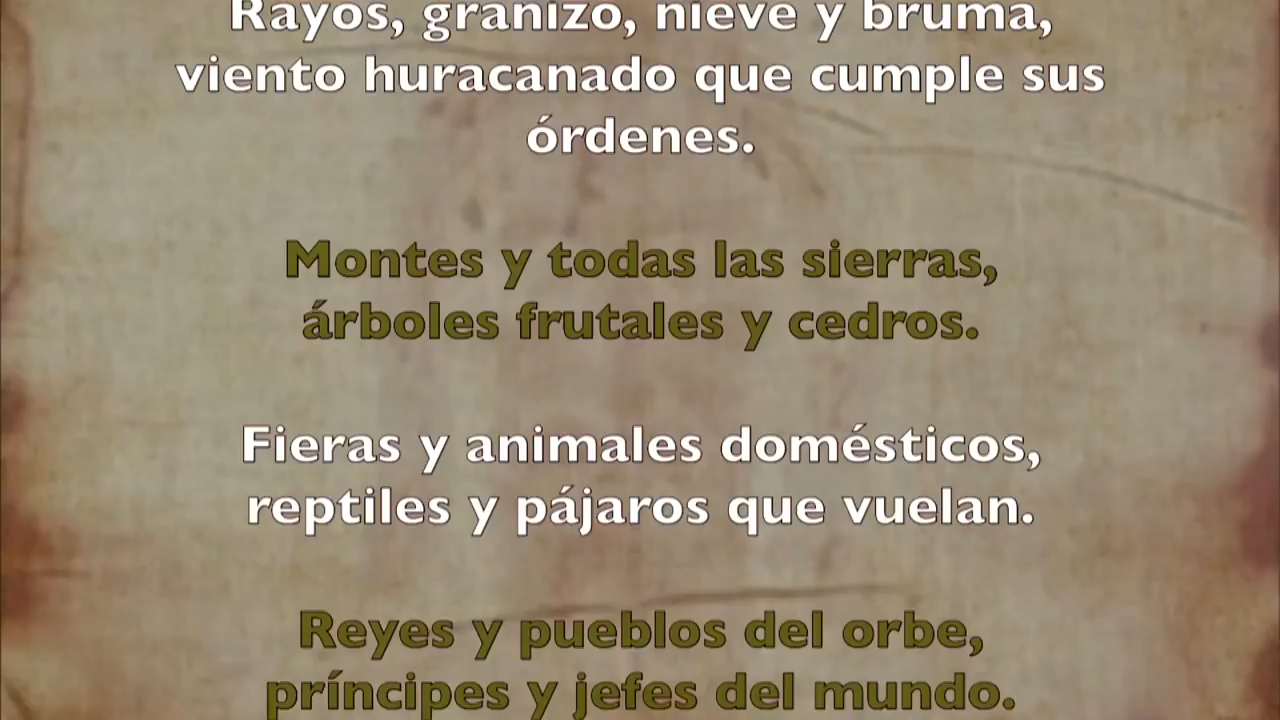 Rayos, granizo, nieve y bruma,
viento huracanado que cumple sus
órdenes.
Montes y todas las sierras,
árboles frutales y cedros.
Fieras y animales domésticos,
reptiles y pájaros que vuelan.
Reyes y pueblos del orbe,
príncipes y jefes del mundo.